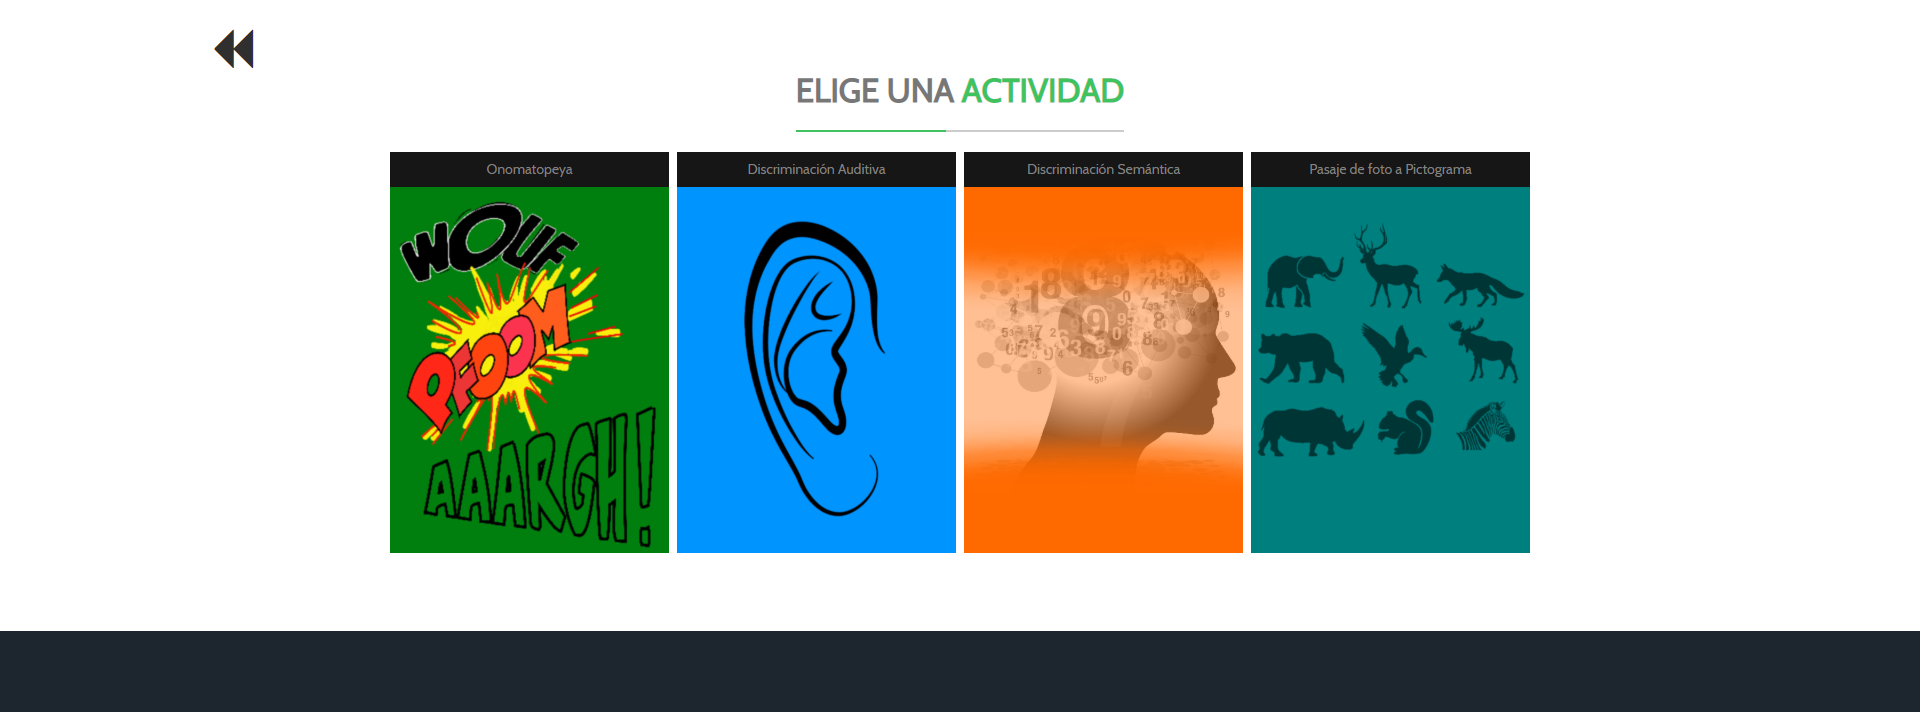 ELIGE UNA ACTIVIDAD
Onomatopeya
Discriminación Auditiva
Discriminación Semántica
Pasaje de foto a Pictograma
WOUF
PFOOM
AAARGH!